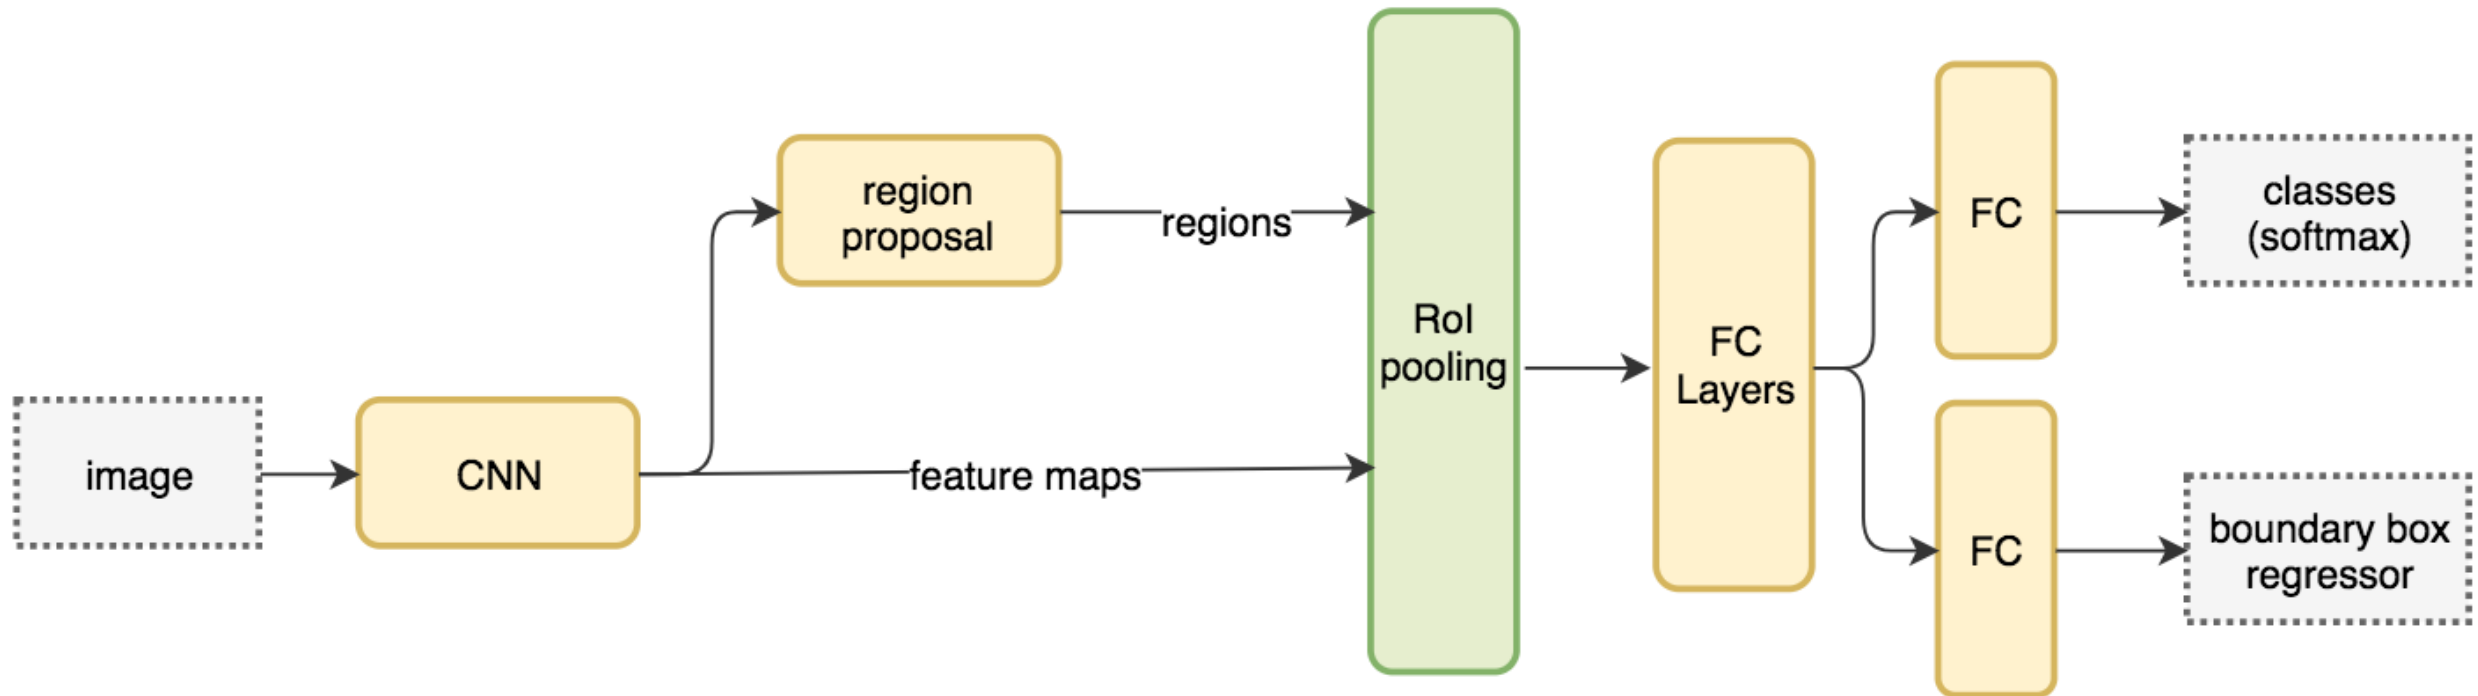 image
CNN
region
proposal
regions
feature maps
RoI
pooling
FC
Layers
FC
classes
(softmax)
FC
boundary box
regressor